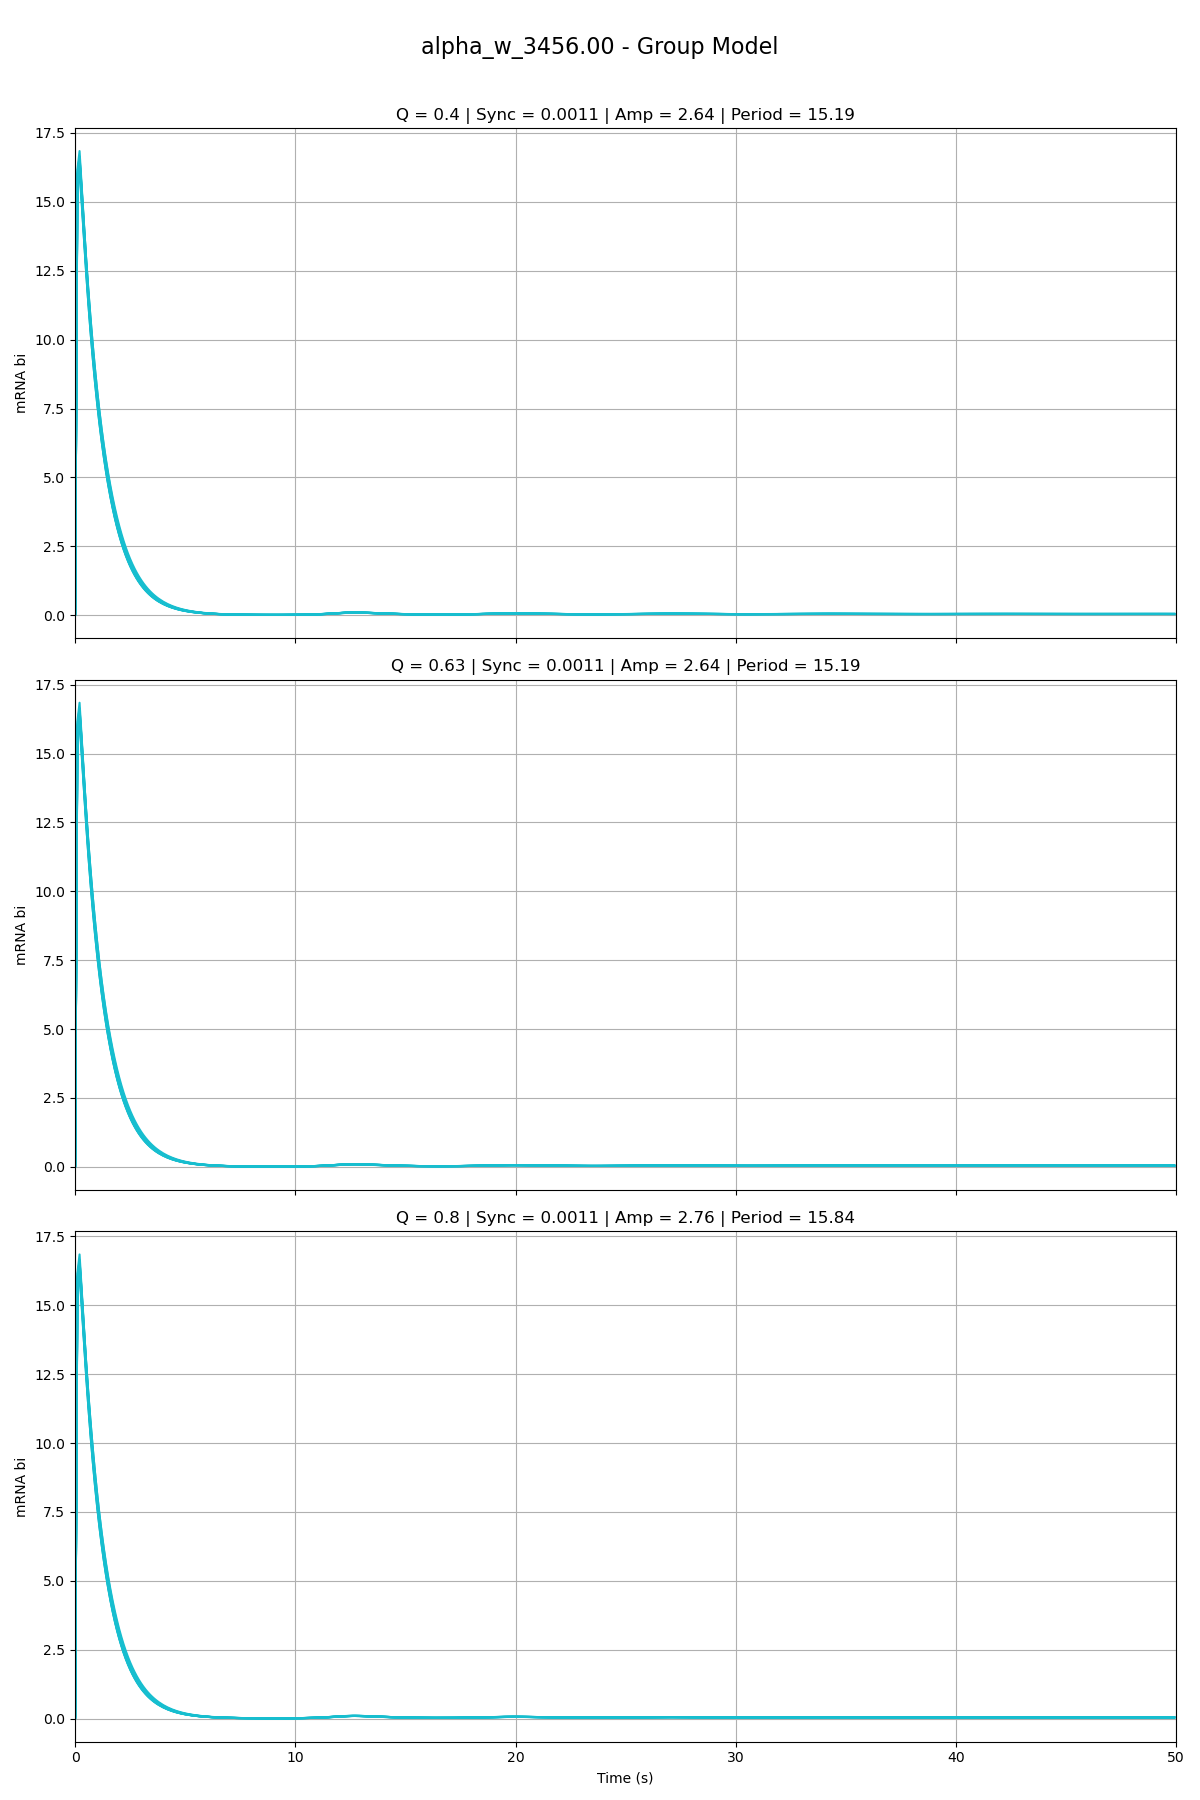 alpha_w_3456.00 - Group Model
Q = 0.4 | Sync = 0.0011 | Amp = 2.64 | Period = 15.19
17.5
15.0
12.5
10.0
7.5
5.0
2.5
0.0
mRNA bi
Q = 0.63 | Sync = 0.0011 | Amp = 2.64 | Period = 15.19
17.5
15.0
12.5
10.0
7.5
5.0
2.5
0.0
mRNA bi
Q = 0.8 | Sync = 0.0011 | Amp = 2.76 | Period = 15.84
17.5
15.0
12.5
10.0
7.5
5.0
2.5
0.0
mRNA bi
0 10 20 30 40 50
Time (s)